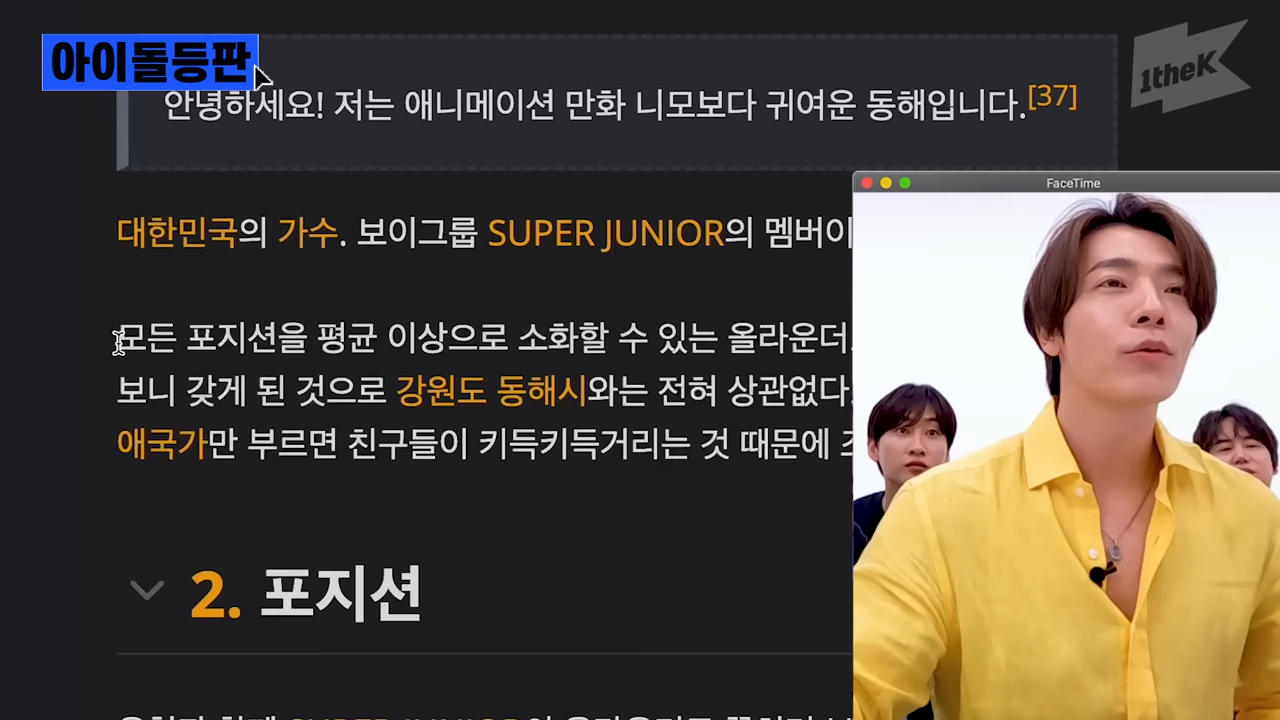 아이돌등판
1theK
안녕하세요! 저는 애니메이션 만화 니모보다 귀여운 동해입니다.[37]
FaceTime
대한민국의 가수. 보이그룹 SUPER JUNIOR의 멤버이
모든 포지션을 평균 이상으로 소화할 수 있는 올라운더.
보니 갖게 된 것으로 강원도 동해시와는 전혀 상관없다.
애국가만 부르면 친구들이 키득키득거리는 것 때문에
2. 포지션